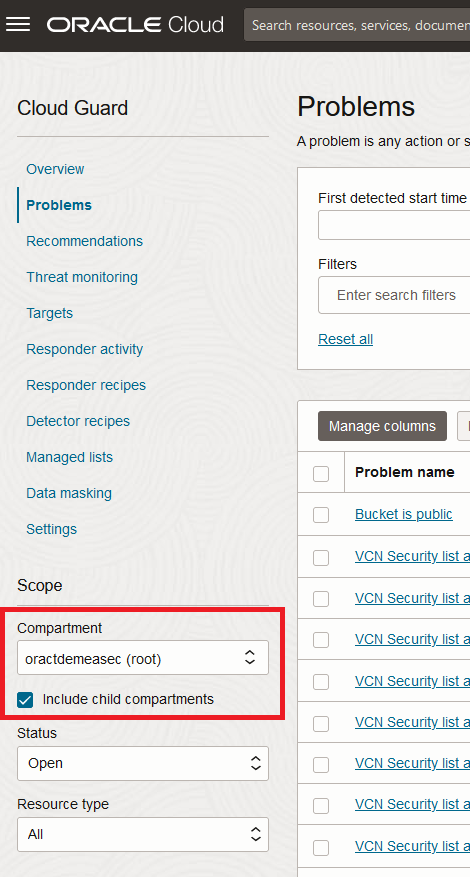 ORACLE Cloud
Search resources, services, documen
Cloud Guard
Overview
Problems
Recommendations
Threat monitoring
Targets
Responder activity
Responder recipes
Detector recipes
Managed lists
Data masking
Settings
Scope
Compartment
oractdemeasec (root)
Include child compartments
Status
Open
Resource type
All
Problems
A problem is any action or s
First detected start time
Filters
Enter search filters
Reset all
Manage columns
Problem name
Bucket is public
VCN Security list a
VCN Security list a
VCN Security list a
VCN Security list a
VCN Security list a
VCN Security list a
VCN Security list a
VCN Security list a